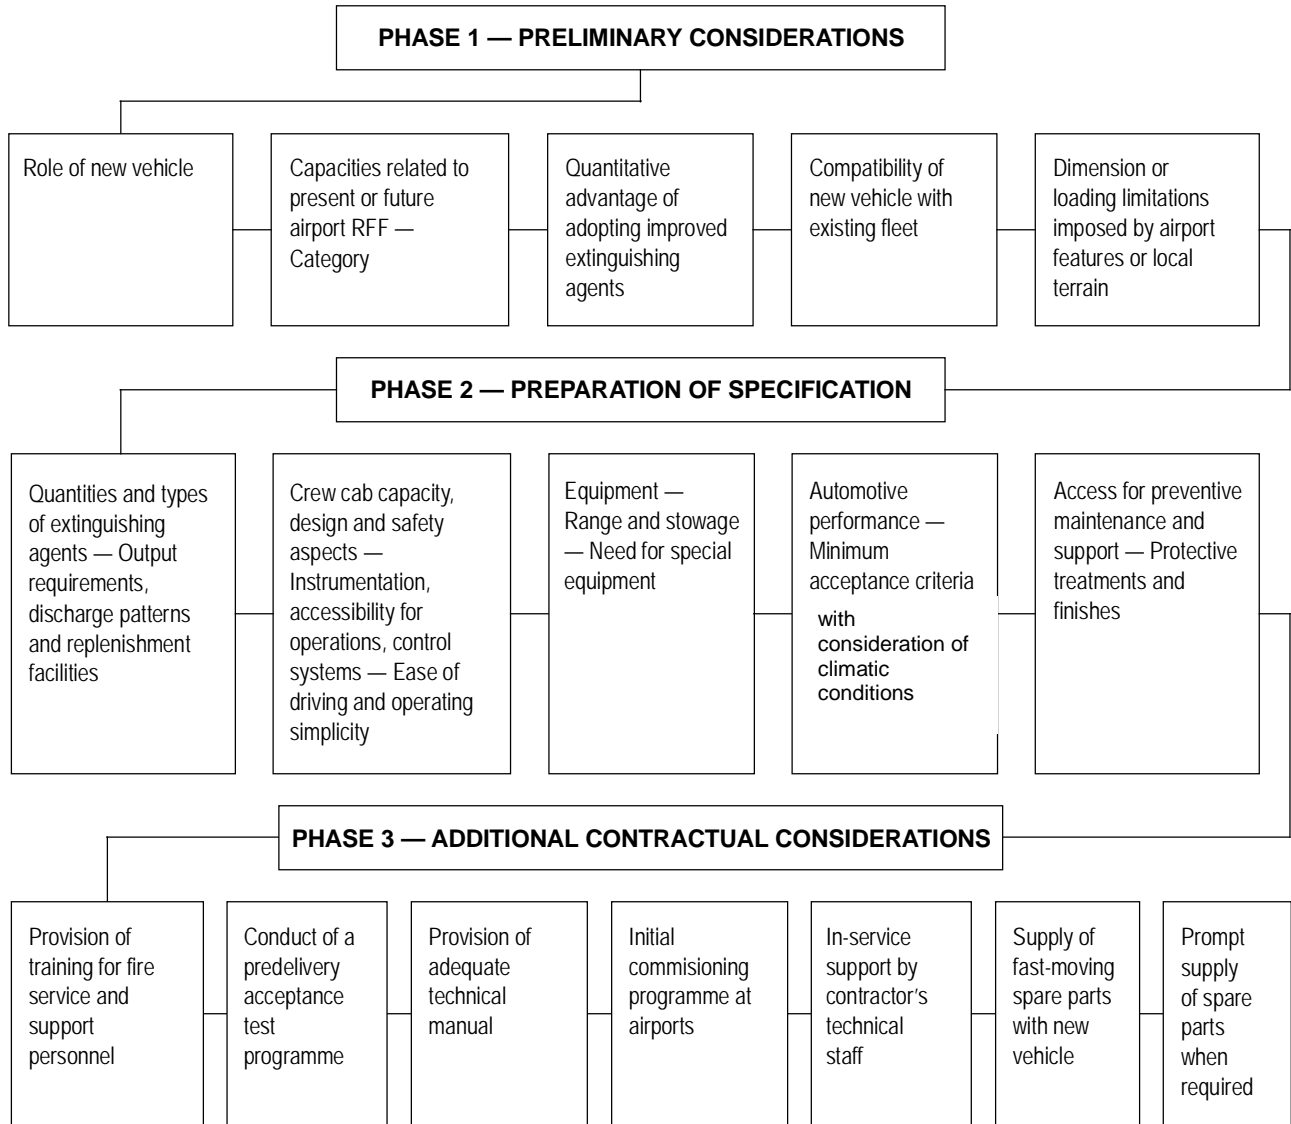 PHASE 1 — PRELIMINARY CONSIDERATIONS
Role of new vehicle
Capacities related to
present or future
airport RFF —
Category
Quantitative
advantage of
adopting improved
extinguishing
agents
Compatibility of
new vehicle with
existing fleet
Dimension or
loading limitations
imposed by airport
features or local
terrain
PHASE 2 — PREPARATION OF SPECIFICATION
Quantities and types
of extinguishing
agents — Output
requirements,
discharge patterns
and replenishment
facilities
Crew cab capacity,
design and safety
aspects —
Instrumentation,
accessibility for
operations, control
systems — Ease of
driving and operating
simplicity
Equipment —
Range and stowage
— Need for special
equipment
Automotive
performance —
Minimum
acceptance criteria
with
consideration of
climatic
conditions
Access for preventive
maintenance and
support — Protective
treatments and
finishes
PHASE 3 — ADDITIONAL CONTRACTUAL CONSIDERATIONS
Provision of
training for fire
service and
support
personnel
Conduct of a
predelivery
acceptance
test
programme
Provision of
adequate
technical
manual
Initial
commisioning
programme at
airports
In-service
support by
contractor's
technical
staff
Supply of
fast-moving
spare parts
with new
vehicle
Prompt
supply
of spare
parts
when
required